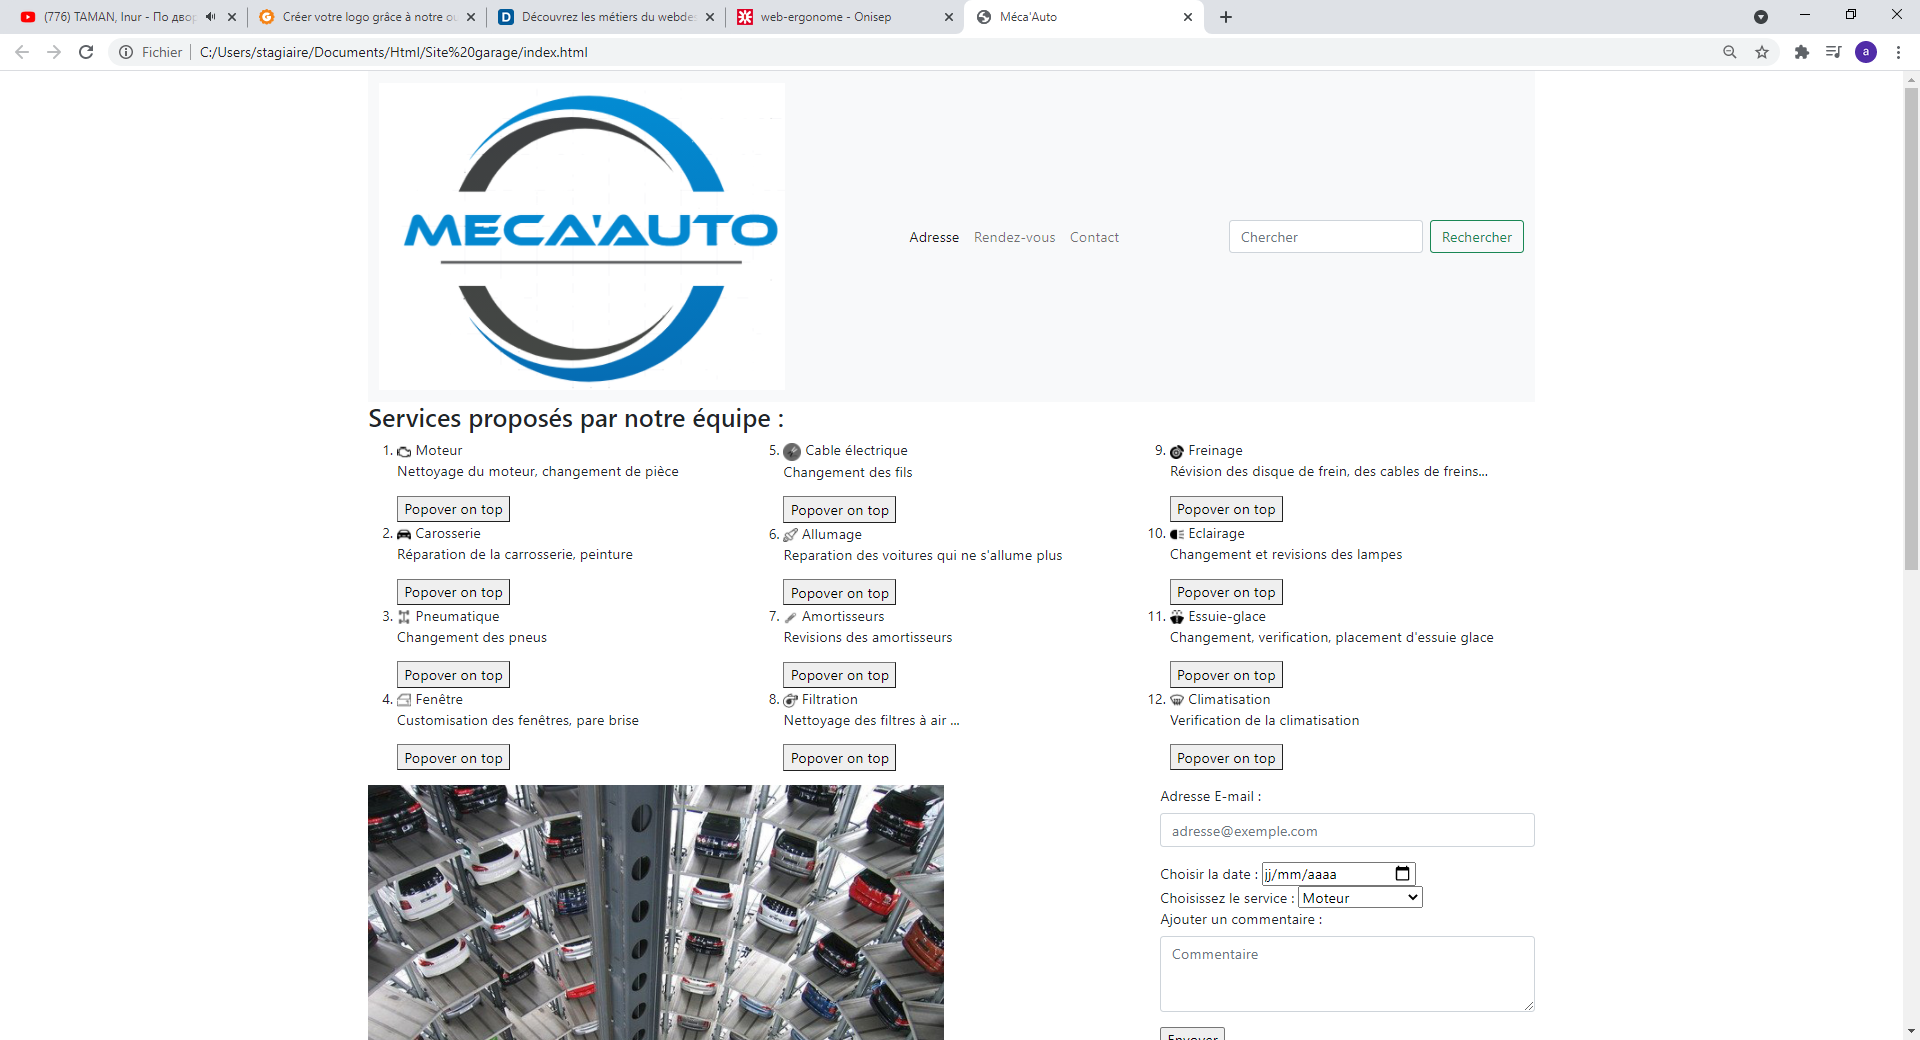 (776) TAMAN, Inur - По двор
Créer votre logo grâce à notre ou
Découvrez les métiers du webdes
web-ergonome - Onisep
Méca'Auto
Fichier
C:/Users/stagiaire/Documents/Html/Site%20garage/index.html
a
MECA'AUTO
Adresse Rendez-vous Contact
Chercher
Rechercher
Services proposés par notre équipe :
1. Moteur
Nettoyage du moteur, changement de pièce
Popover on top
2. Carosserie
Réparation de la carrosserie, peinture
Popover on top
3. Pneumatique
Changement des pneus
Popover on top
4. Fenêtre
Customisation des fenêtres, pare brise
Popover on top
5. Cable électrique
Changement des fils
Popover on top
6. Allumage
Reparation des voitures qui ne s'allume plus
Popover on top
7. Amortisseurs
Revisions des amortisseurs
Popover on top
8. Filtration
Nettoyage des filtres à air ...
Popover on top
9. Freinage
Révision des disque de frein, des cables de freins...
Popover on top
10. Eclairage
Changement et revisions des lampes
Popover on top
11. Essuie-glace
Changement, verification, placement d'essuie glace
Popover on top
12. Climatisation
Verification de la climatisation
Popover on top
Adresse E-mail :
adresse@exemple.com
Choisir la date : jj/mm/aaaa
Choisissez le service : Moteur
Ajouter un commentaire :
Commentaire
Envoyer